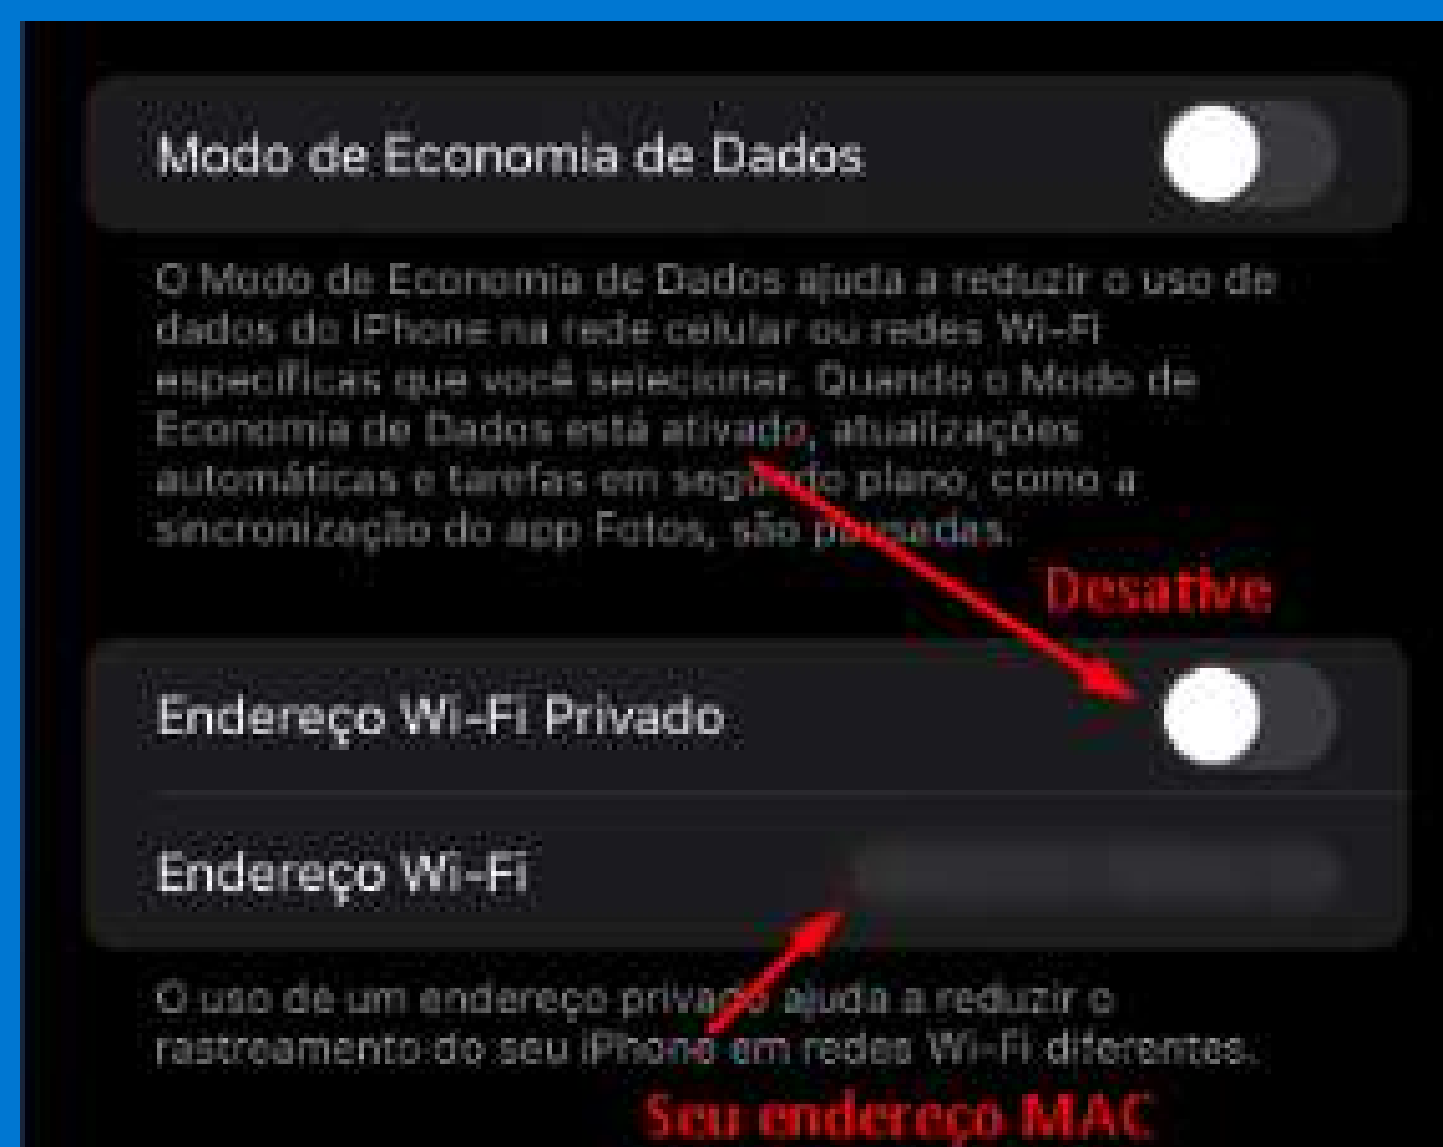 Modo de Economia de Dados
O Modo de Economia de Dados ajuda a reduzir o uso de
dados do iPhone na rede celular ou redes Wi-Fi
específicas que você selecionar. Quando o Modo de
Economia de Dados está ativado, atualizações
automáticas e tarefas em segundo plano, como a
sincronização do app Fotos, são pausadas.
Desative
Endereço Wi-Fi Privado
Endereço Wi-Fi
O uso de um endereço privado ajuda a reduzir o
rastreamento do seu iPhone em redes Wi-Fi diferentes.
Seu endereço MAC